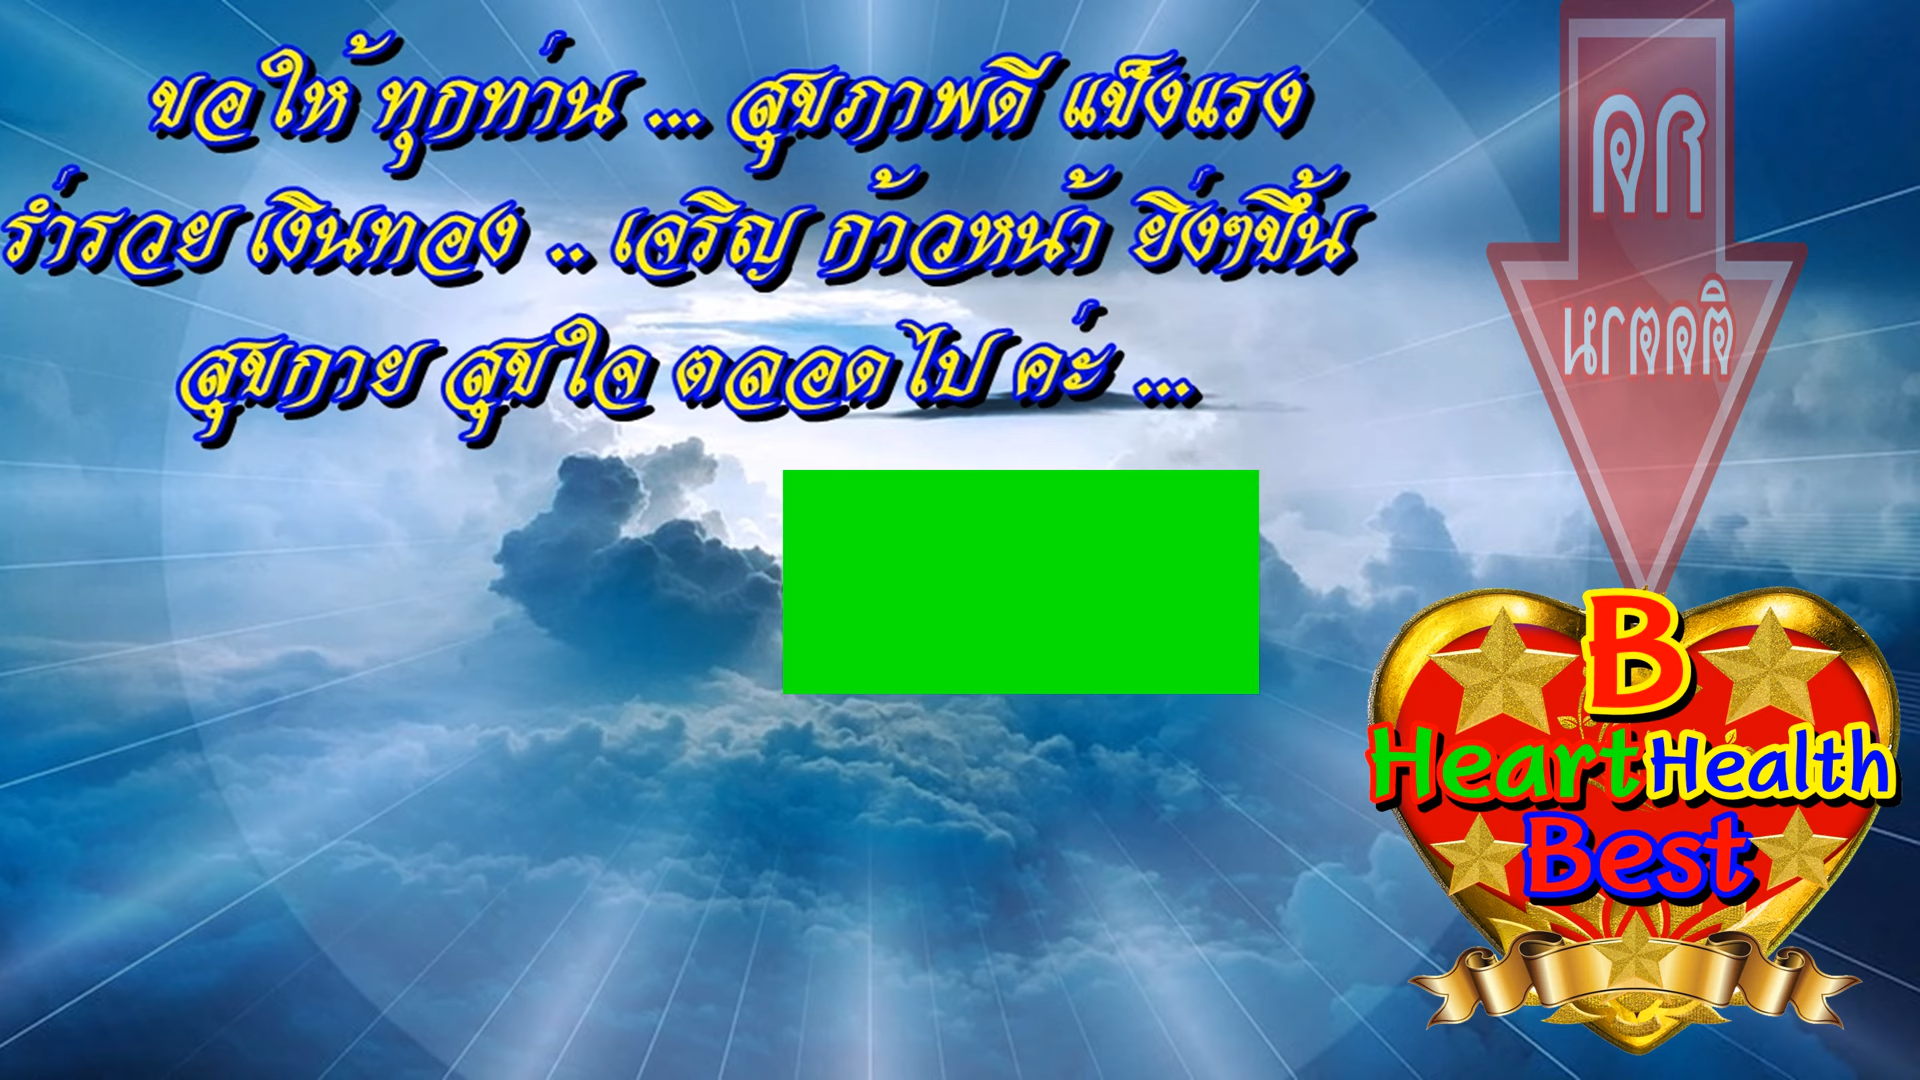 ขอให้ ทุกท่าน ... สุขภาพดี แข็งแรง
ร่ำรวย เงินทอง .. เจริญ ก้าวหน้า ยิ่งๆขึ้น
สุขกาย สุขใจ ตลอดไป ค่ะ ...
B
Heart Health
Best